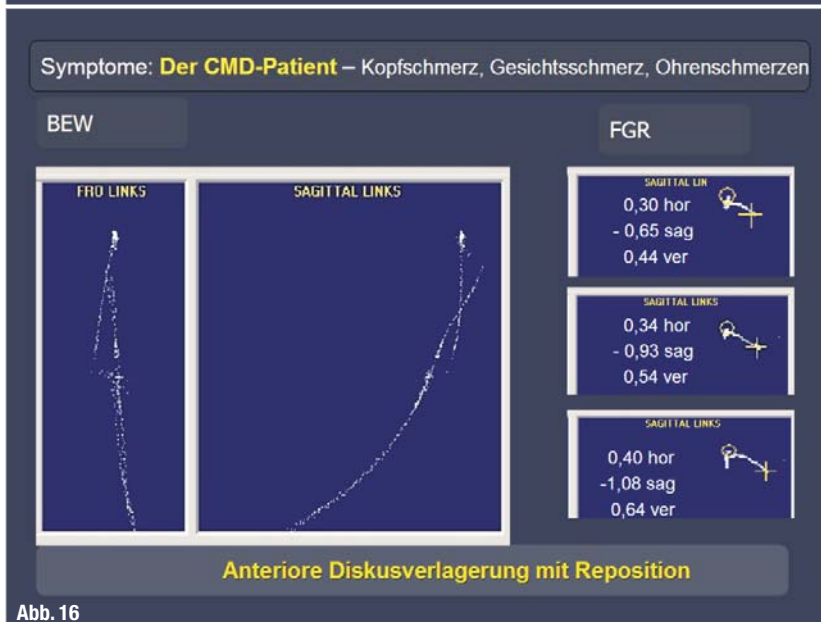 Symptome: Der CMD-Patient – Kopfschmerz, Gesichtsschmerz, Ohrenschmerzen
BEW
FGR
FRO LINKS
SAGITTAL LINKS
SAGITTAL LIN
0,30 hor
- 0,65 sag
0,44 ver
SAGITTAL LINKS
0,34 hor
- 0,93 sag
0,54 ver
SAGITTAL LINKS
0,40 hor
-1,08 sag
0,64 ver
Anteriore Diskusverlagerung mit Reposition
Abb. 16